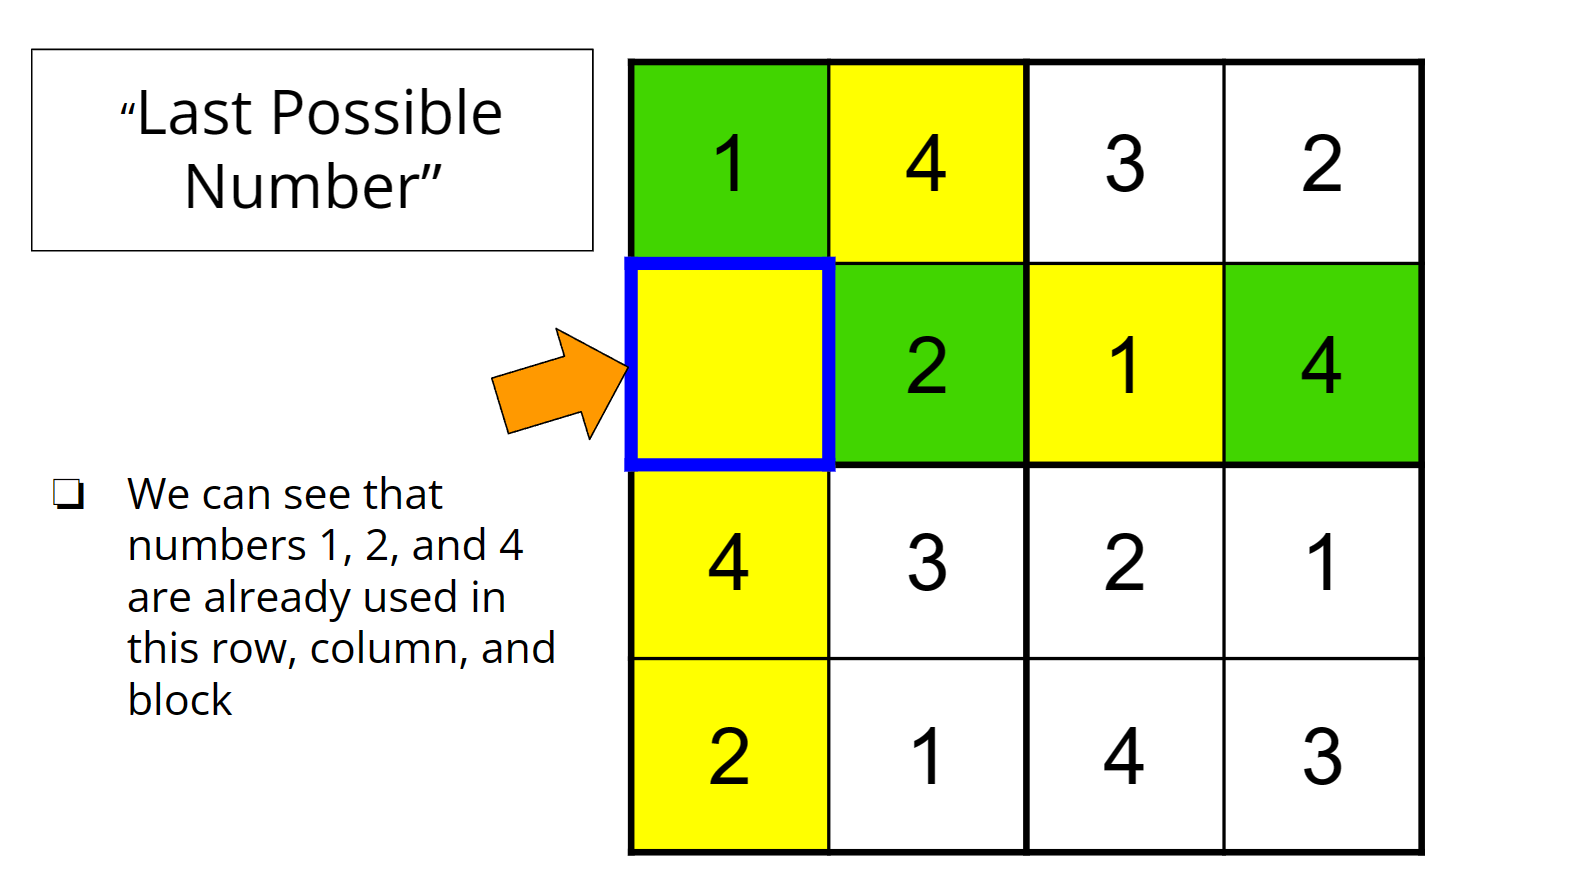 “Last Possible
Number”
❏ We can see that
numbers 1, 2, and 4
are already used in
this row, column, and
block
1 4 3 2
2 1 4
4 3 2 1
2 1 4 3